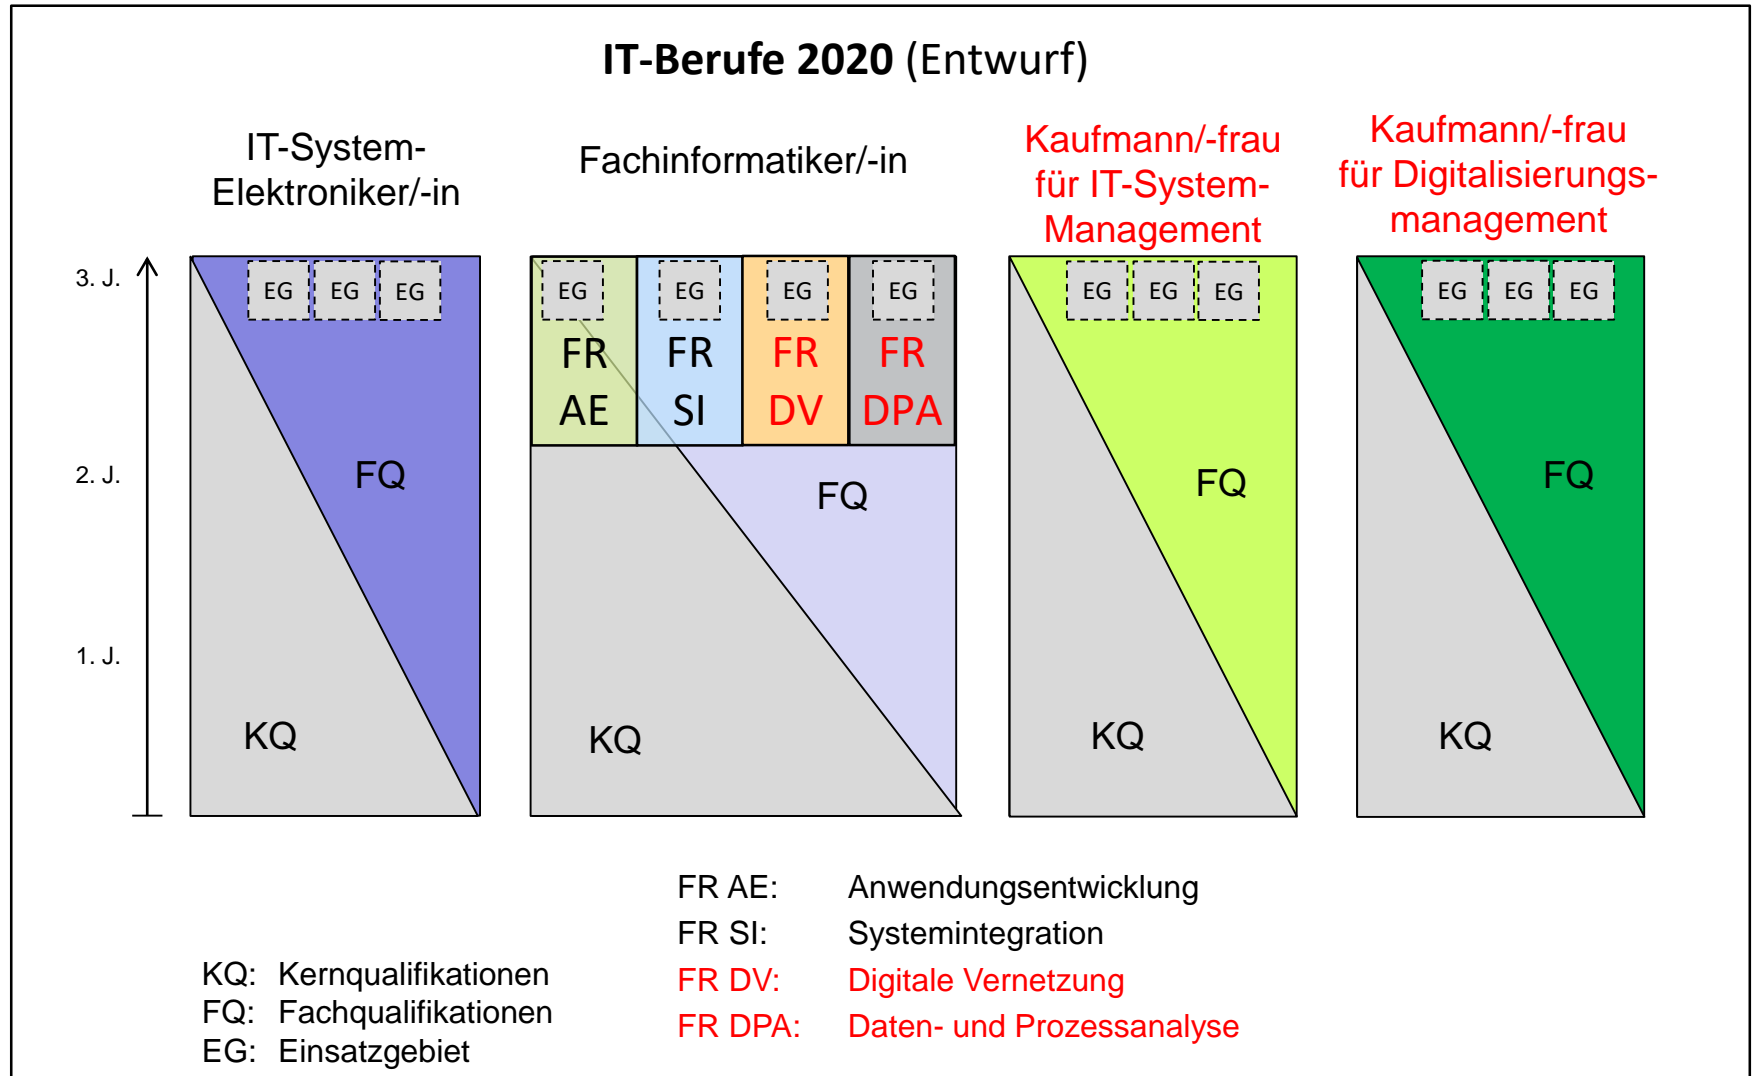 IT-Berufe 2020 (Entwurf)
IT-System-
Elektroniker/-in
Fachinformatiker/-in
Kaufmann/-frau
für IT-System-
Management
Kaufmann/-frau
für Digitalisierungs-
management
3. J.
2. J.
1. J.
EG EG EG
FQ
KQ
EG EG EG EG
FR FR FR FR
AE SI DV DPA
FQ
KQ
EG EG EG
FQ
KQ
EG EG EG
FQ
KQ
KQ: Kernqualifikationen
FQ: Fachqualifikationen
EG: Einsatzgebiet
FR AE: Anwendungsentwicklung
FR SI: Systemintegration
FR DV: Digitale Vernetzung
FR DPA: Daten- und Prozessanalyse